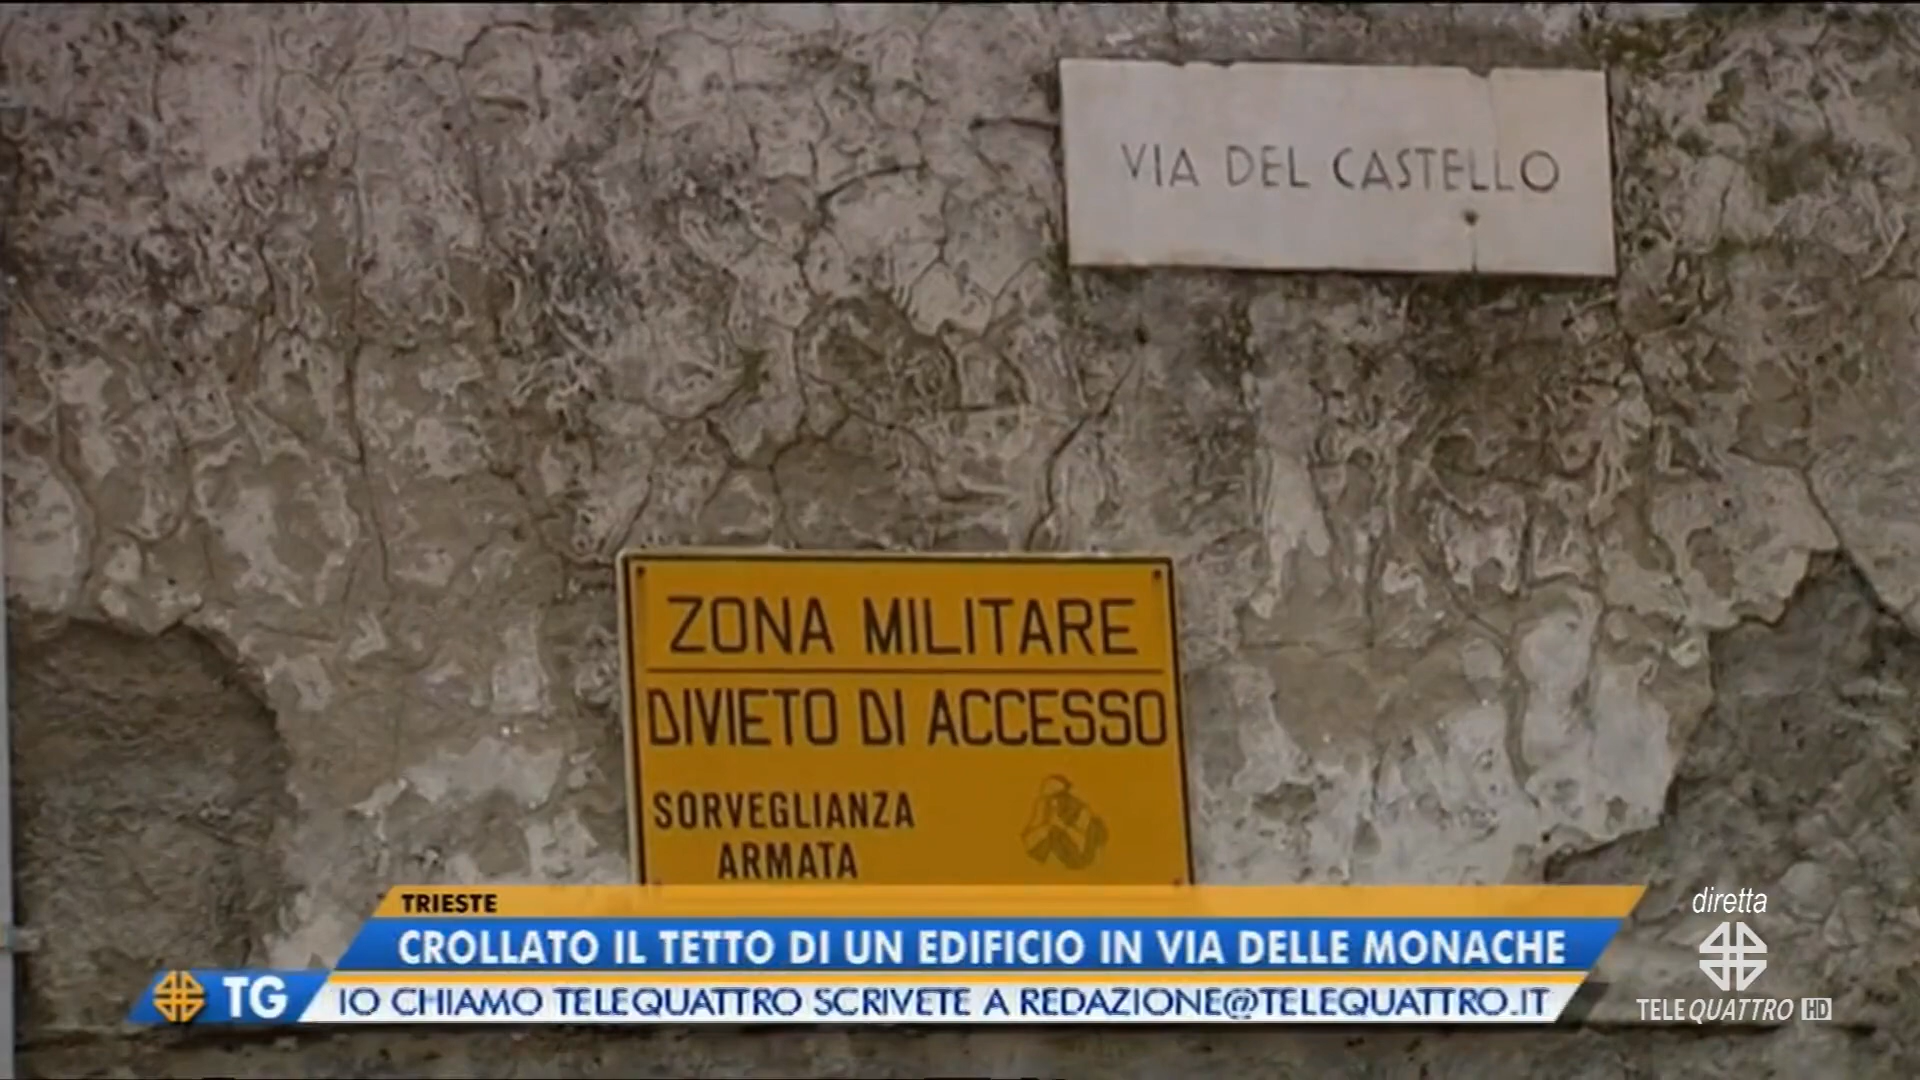 VIA DEL CASTELLO
ZONA MILITARE
DIVIETO DI ACCESSO
SORVEGLIANZA
ARMATA
TRIESTE
CROLLATO IL TETTO DI UN EDIFICIO IN VIA DELLE MONACHE
TG
IO CHIAMO TELEQUATTRO SCRIVETE A REDAZIONE@TELEQUATTRO.IT
diretta
TELEQUATTRO HD